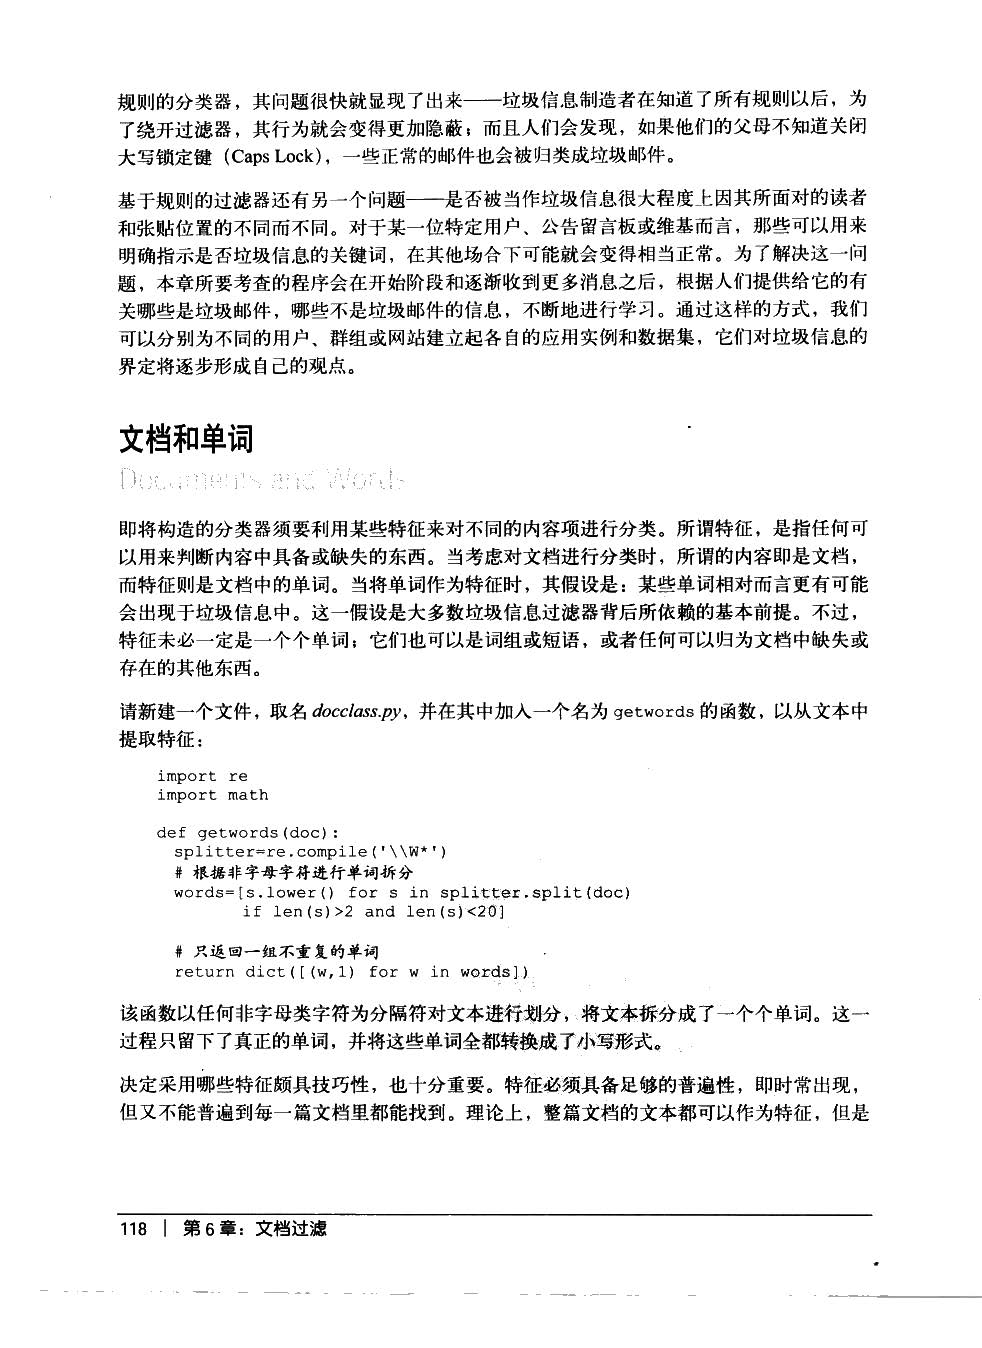 规则的分类器，其问题很快就显现了出来——垃圾信息制造者在知道了所有规则以后，为
了绕开过滤器，其行为就会变得更加隐蔽；而且人们会发现，如果他们的父母不知道关闭
大写锁定键（Caps Lock），一些正常的邮件也会被归类成垃圾邮件。
基于规则的过滤器还有另一个问题——是否被当作垃圾信息很大程度上因其所面对的读者
和张贴位置的不同而不同。对于某一位特定用户、公告留言板或维基而言，那些可以用来
明确指示是否垃圾信息的关键词，在其他场合下可能就会变得相当正常。为了解决这一问
题，本章所要考查的程序会在开始阶段和逐渐收到更多消息之后，根据人们提供给它的有
关哪些是垃圾邮件，哪些不是垃圾邮件的信息，不断地进行学习。通过这样的方式，我们
可以分别为不同的用户、群组或网站建立起各自的应用实例和数据集，它们对垃圾信息的
界定将逐步形成自己的观点。
文档和单词
Documents and Words
即将构造的分类器须要利用某些特征来对不同的内容项进行分类。所谓特征，是指任何可
以用来判断内容中具备或缺失的东西。当考虑对文档进行分类时，所谓的内容即是文档，
而特征则是文档中的单词。当将单词作为特征时，其假设是：某些单词相对而言更有可能
会出现于垃圾信息中。这一假设是大多数垃圾信息过滤器背后所依赖的基本前提。不过，
特征未必一定是一个个单词；它们也可以是词组或短语，或者任何可以归为文档中缺失或
存在的其他东西。
请新建一个文件，取名 docclass.py，并在其中加入一个名为 getwords 的函数，以从文本中
提取特征：
import re
import math
def getwords(doc):
splitter=re.compile('\\W*')
# 根据非字母字符进行单词拆分
words=[s.lower() for s in splitter.split(doc)
if len(s)>2 and len(s)<20]
# 只返回一组不重复的单词
return dict([(w,1) for w in words])
该函数以任何非字母类字符为分隔符对文本进行划分，将文本拆分成了一个个单词。这一
过程只留下了真正的单词，并将这些单词全都转换成了小写形式。
决定采用哪些特征颇具技巧性，也十分重要。特征必须具备足够的普遍性，即时常出现，
但又不能普遍到每一篇文档里都能找到。理论上，整篇文档的文本都可以作为特征，但是
118 | 第 6 章：文档过滤